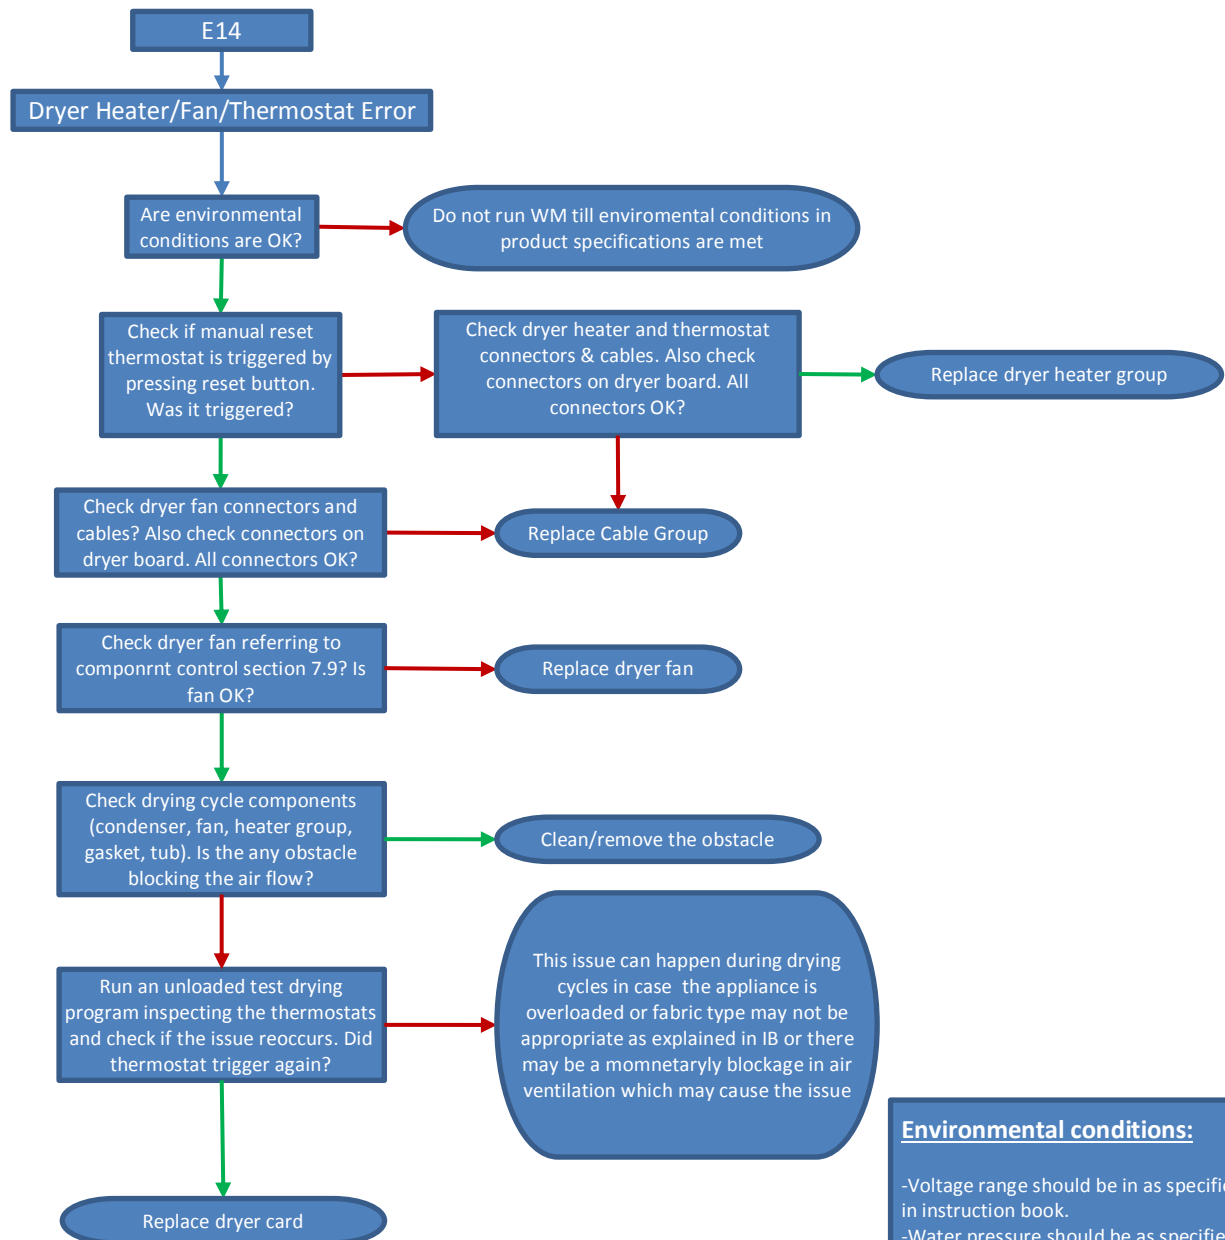 E14
Dryer Heater/Fan/Thermostat Error
Are environmental
conditions are OK?
Do not run WM till enviromental conditions in
product specifications are met
Check if manual reset
thermostat is triggered by
pressing reset button.
Was it triggered?
Check dryer heater and thermostat
connectors & cables. Also check
connectors on dryer board. All
connectors OK?
Replace dryer heater group
Check dryer fan connectors and
cables? Also check connectors on
dryer board. All connectors OK?
Replace Cable Group
Check dryer fan referring to
componrnt control section 7.9? Is
fan OK?
Replace dryer fan
Check drying cycle components
(condenser, fan, heater group,
gasket, tub). Is the any obstacle
blocking the air flow?
Clean/remove the obstacle
Run an unloaded test drying
program inspecting the thermostats
and check if the issue reoccurs. Did
thermostat trigger again?
This issue can happen during drying
cycles in case the appliance is
overloaded or fabric type may not be
appropriate as explained in IB or there
may be a momnetaryly blockage in air
ventilation which may cause the issue
Replace dryer card
Environmental conditions:
-Voltage range should be in as specifie
in instruction book.
-Water pressure should be as specifie